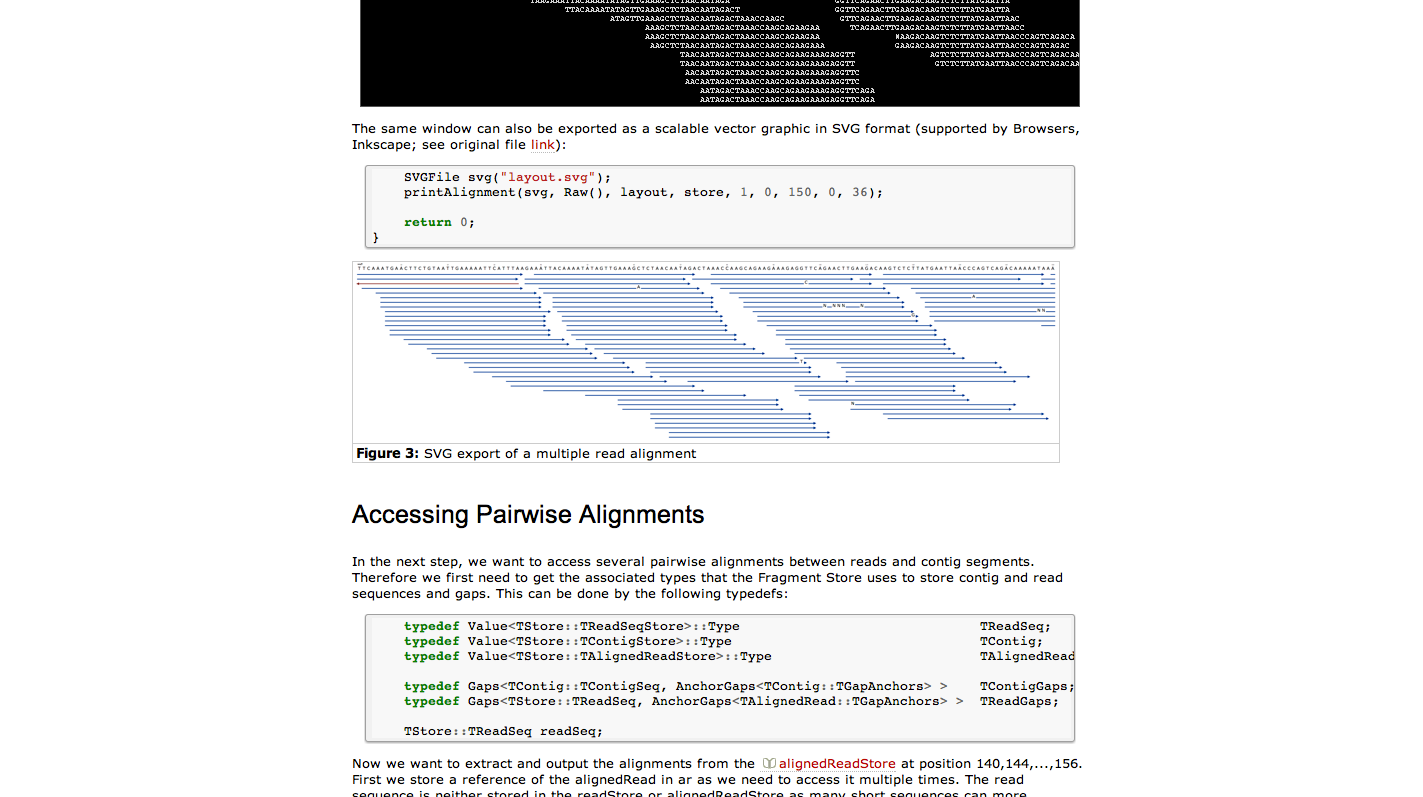 TTACAAAATATAGTTGAAAGCTCTAACAATAGACT GGTTCAGAACTTGAAGACAAGTCTCTTATGAATTA
ATAGTTGAAAGCTCTAACAATAGACTAAACCAAGC GTTCAGAACTTGAAGACAAGTCTCTTATGAATTAAC
AAAGCTCTAACAATAGACTAAACCAAGCAGAAGAA TCAGAACTTGAAGACAAGTCTCTTATGAATTAACC
AAAGCTCTAACAATAGACTAAACCAAGCAGAAGAA NAAGACAAGTCTCTTATGAATTAACCCAGTCAGACA
AAGCTCTAACAATAGACTAAACCAAGCAGAAGAAA GAAGACAAGTCTCTTATGAATTAACCCAGTCAGAC
TAACAATAGACTAAACCAAGCAGAAGAAAGAGGTT AGTCTCTTATGAATTAACCCAGTCAGACAA
TAACAATAGACTAAACCAAGCAGAAGAAAGAGGTT GTCTCTTATGAATTAACCCAGTCAGACAA
AACAATAGACTAAACCAAGCAGAAGAAAGAGGTTC
AACAATAGACTAAACCAAGCAGAAGAAAGAGGTTC
AATAGACTAAACCAAGCAGAAGAAAGAGGTTCAGA
AATAGACTAAACCAAGCAGAAGAAAGAGGTTCAGA
The same window can also be exported as a scalable vector graphic in SVG format (supported by Browsers,
Inkscape; see original file link):
SVGFile svg("layout.svg");
printAlignment(svg, Raw(), layout, store, 1, 0, 150, 0, 36);
return 0;
}
TTCAAATGAACTTCTGTAATTGAAAAATTCATTTAAGAAATTACAAAATATAGTTGAAAGCTCTAACAATAGACTAAACCAAGCAGAAGAAAGAGGTTCAGAACTTGAAGACAAGTCTCTTATGAATTAACCCAGTCAGACAAAAATAAA
Figure 3: SVG export of a multiple read alignment
Accessing Pairwise Alignments
In the next step, we want to access several pairwise alignments between reads and contig segments.
Therefore we first need to get the associated types that the Fragment Store uses to store contig and read
sequences and gaps. This can be done by the following typedefs:
typedef Value<TStore::TReadSeqStore>::Type TReadSeq;
typedef Value<TStore::TContigStore>::Type TContig;
typedef Value<TStore::TAlignedReadStore>::Type TAlignedRead
typedef Gaps<TContig::TContigSeq, AnchorGaps<TContig::TGapAnchors> > TContigGaps;
typedef Gaps<TStore::TReadSeq, AnchorGaps<TAlignedRead::TGapAnchors> > TReadGaps;
TStore::TReadSeq readSeq;
Now we want to extract and output the alignments from the alignedReadStore at position 140,144,...,156.
First we store a reference of the alignedRead in ar as we need to access it multiple times. The read
sequence is neither stored in the readStore or alignedReadStore as many short sequences can more